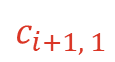 c_{i+1, 1}